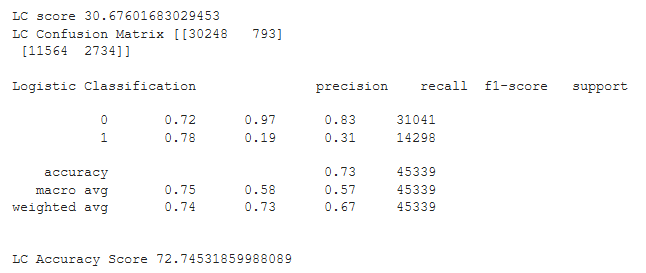 LC score 30.67601683029453
LC Confusion Matrix [[30248   793]
 [11564  2734]]
Logistic Classification               precision    recall  f1-score   support
           0       0.72      0.97      0.83     31041
           1       0.78      0.19      0.31     14298
    accuracy                           0.73     45339
   macro avg       0.75      0.58      0.57     45339
weighted avg       0.74      0.73      0.67     45339
LC Accuracy Score 72.74531859988089